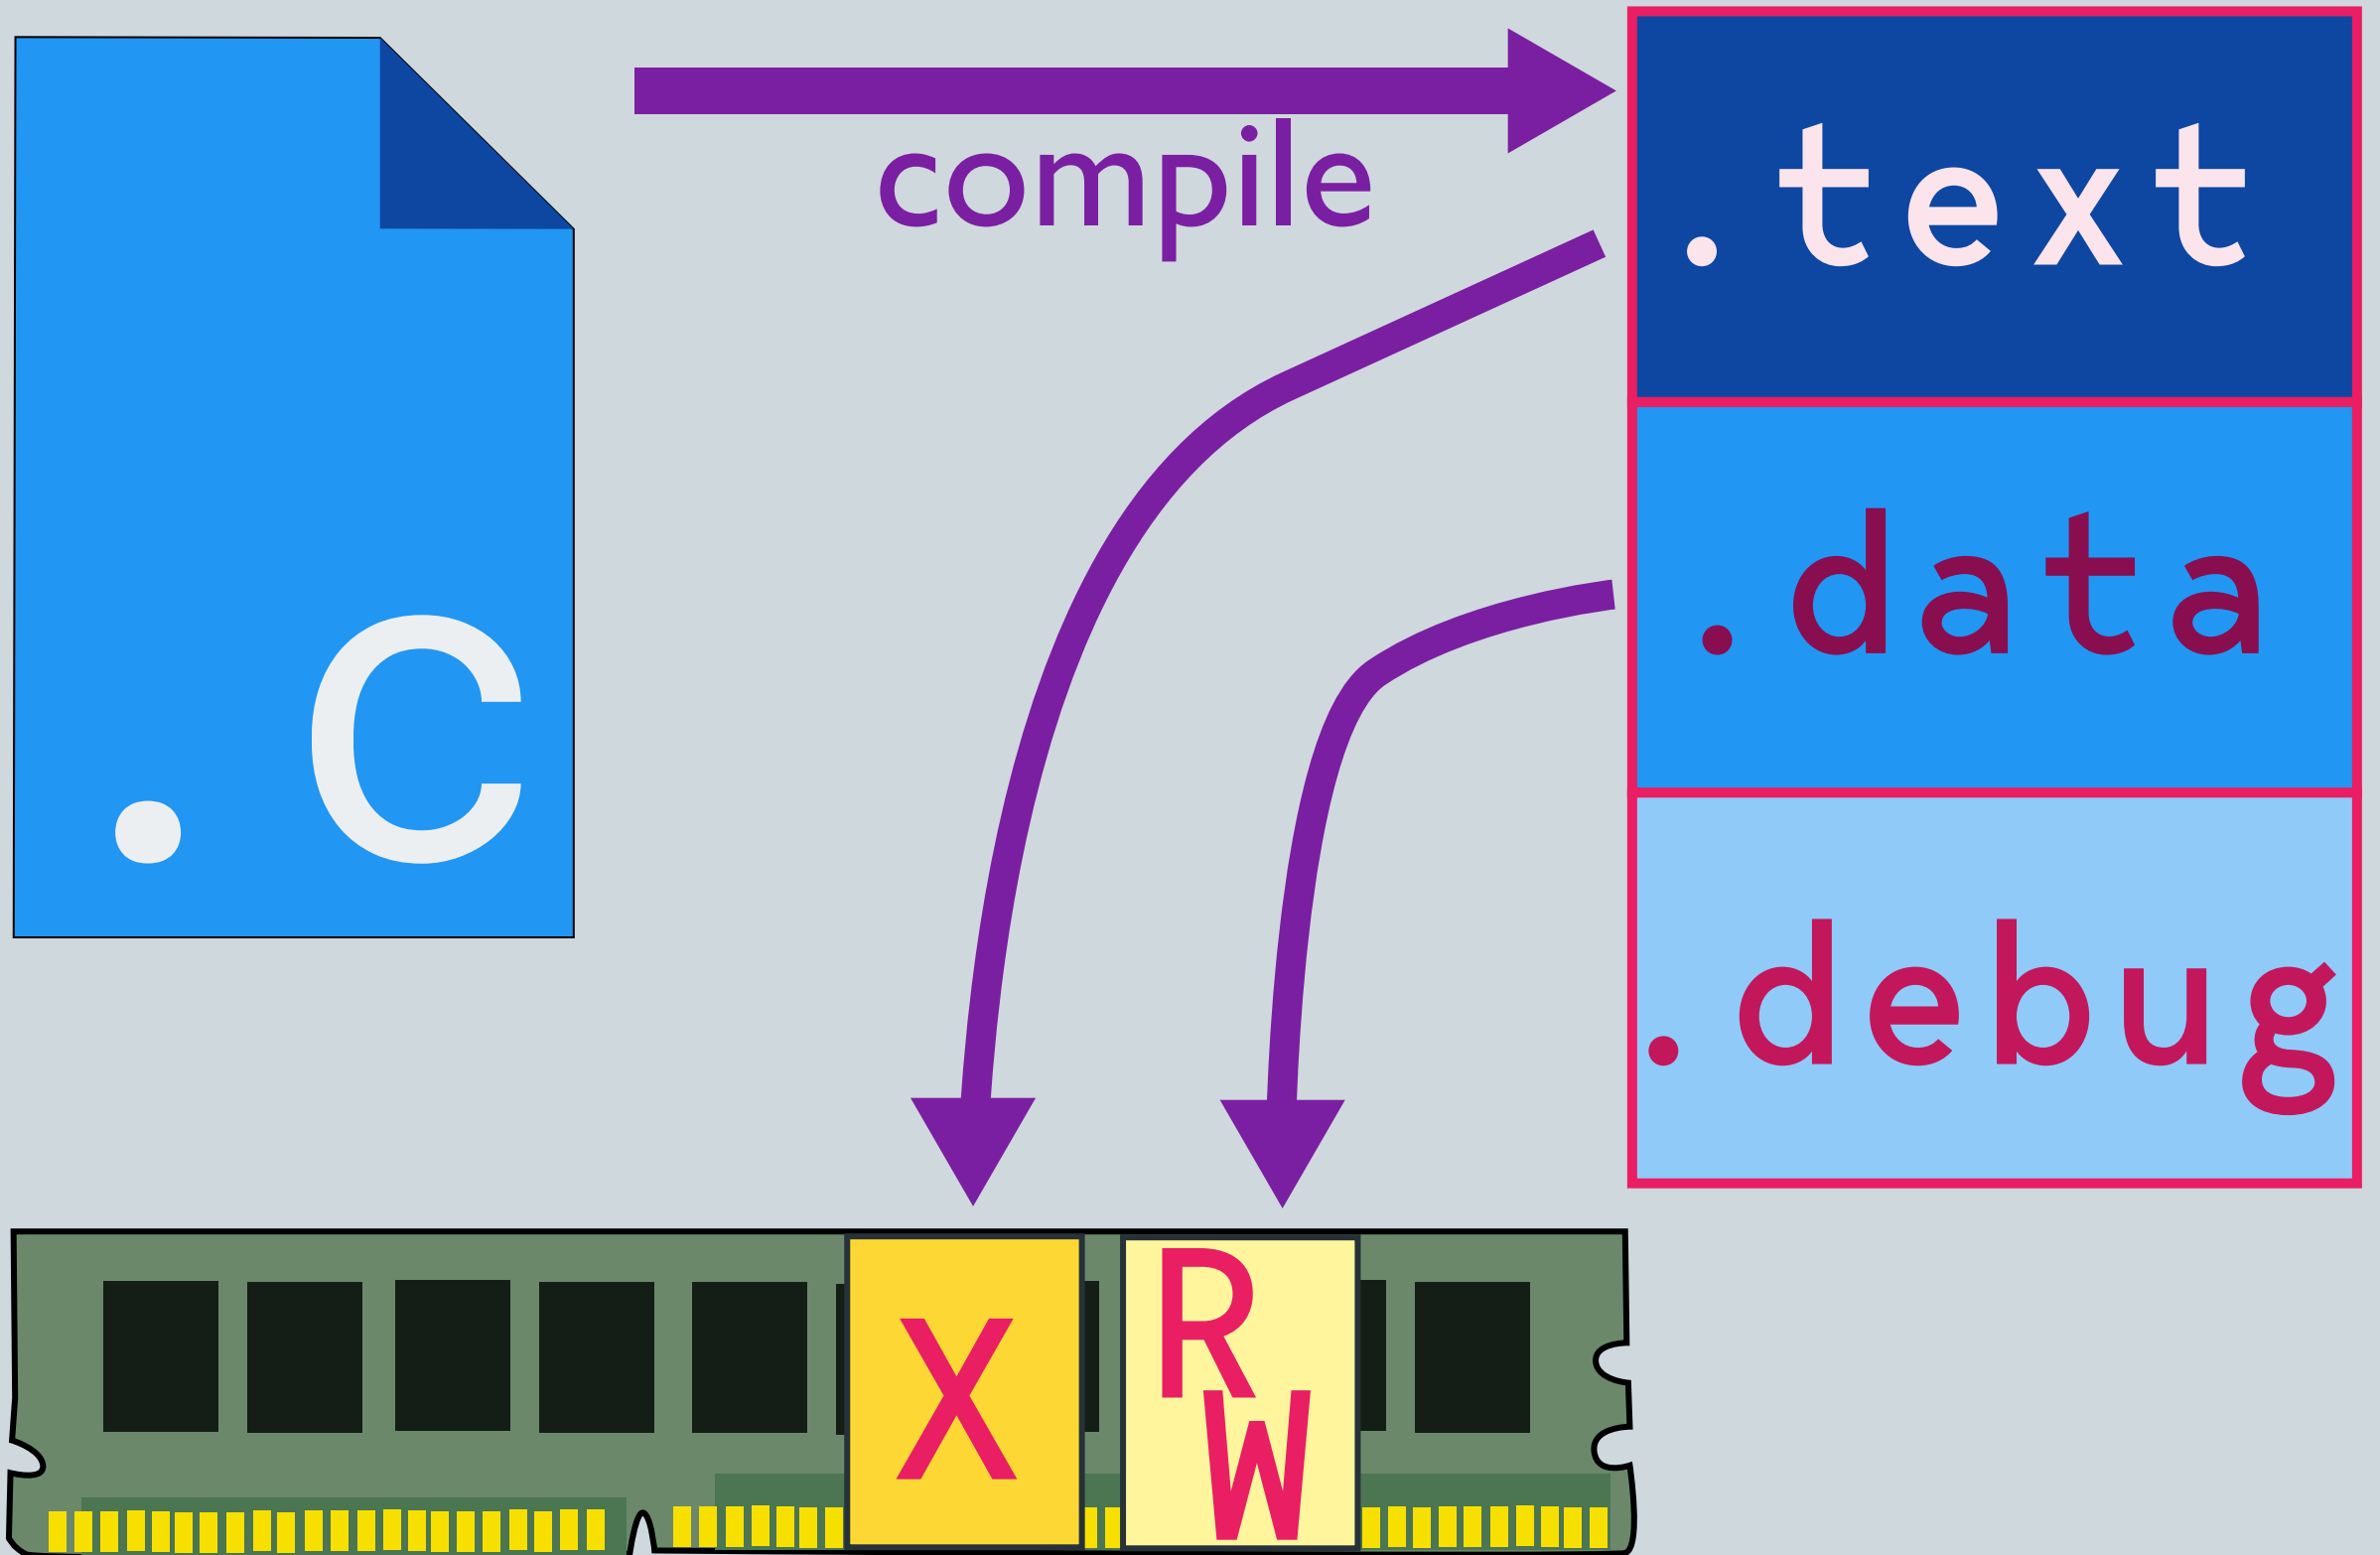 .c
compile
.text
.data
.debug
X
R
W